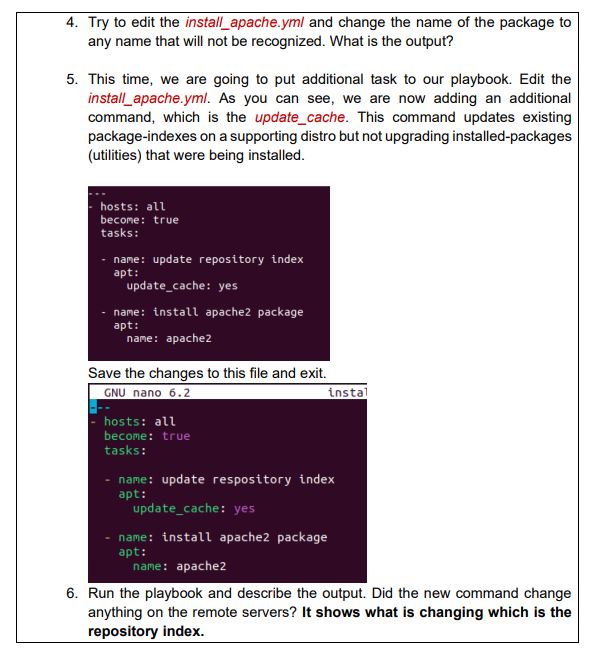 4. Try to edit the install_apache.yml and change the name of the package to
any name that will not be recognized. What is the output?
5. This time, we are going to put additional task to our playbook. Edit the
install_apache.yml. As you can see, we are now adding an additional
command, which is the update_cache. This command updates existing
package-indexes on a supporting distro but not upgrading installed-packages
(utilities) that were being installed.
---
- hosts: all
become: true
tasks:
- name: update repository index
apt:
update_cache: yes
- name: install apache2 package
apt:
name: apache2
Save the changes to this file and exit.
GNU nano 6.2 instal
---
- hosts: all
become: true
tasks:
- name: update respository index
apt:
update_cache: yes
- name: install apache2 package
apt:
name: apache2
6. Run the playbook and describe the output. Did the new command change
anything on the remote servers? It shows what is changing which is the
repository index.